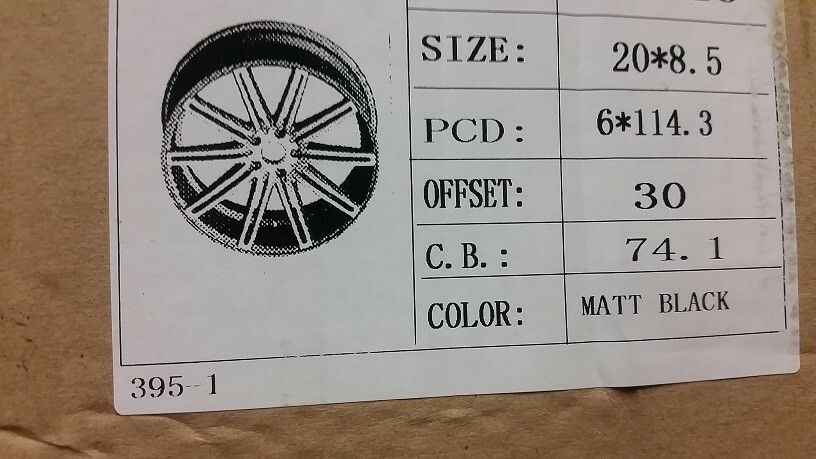 SIZE: 20*8.5
PCD: 6*114.3
OFFSET: 30
C.B.: 74.1
COLOR: MATT BLACK
395-1